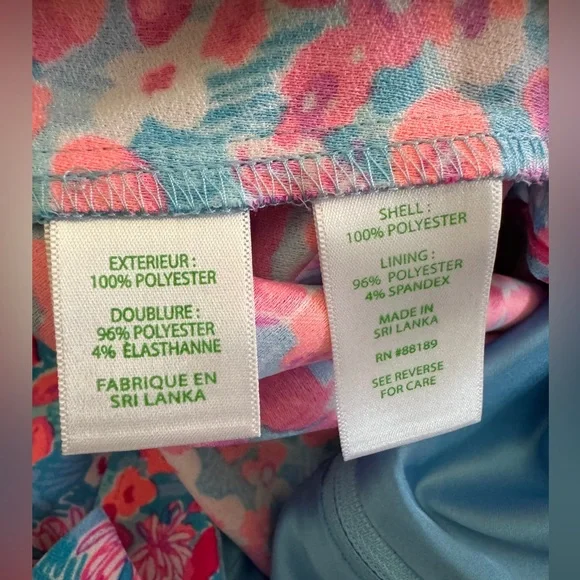 EXTERIEUR :
100% POLYESTER
DOUBLURE :
96% POLYESTER
4% ÉLASTHANNE
FABRIQUE EN
SRI LANKA
SHELL :
100% POLYESTER
LINING :
96% POLYESTER
4% SPANDEX
MADE IN
SRI LANKA
RN #86189
SEE REVERSE
FOR CARE